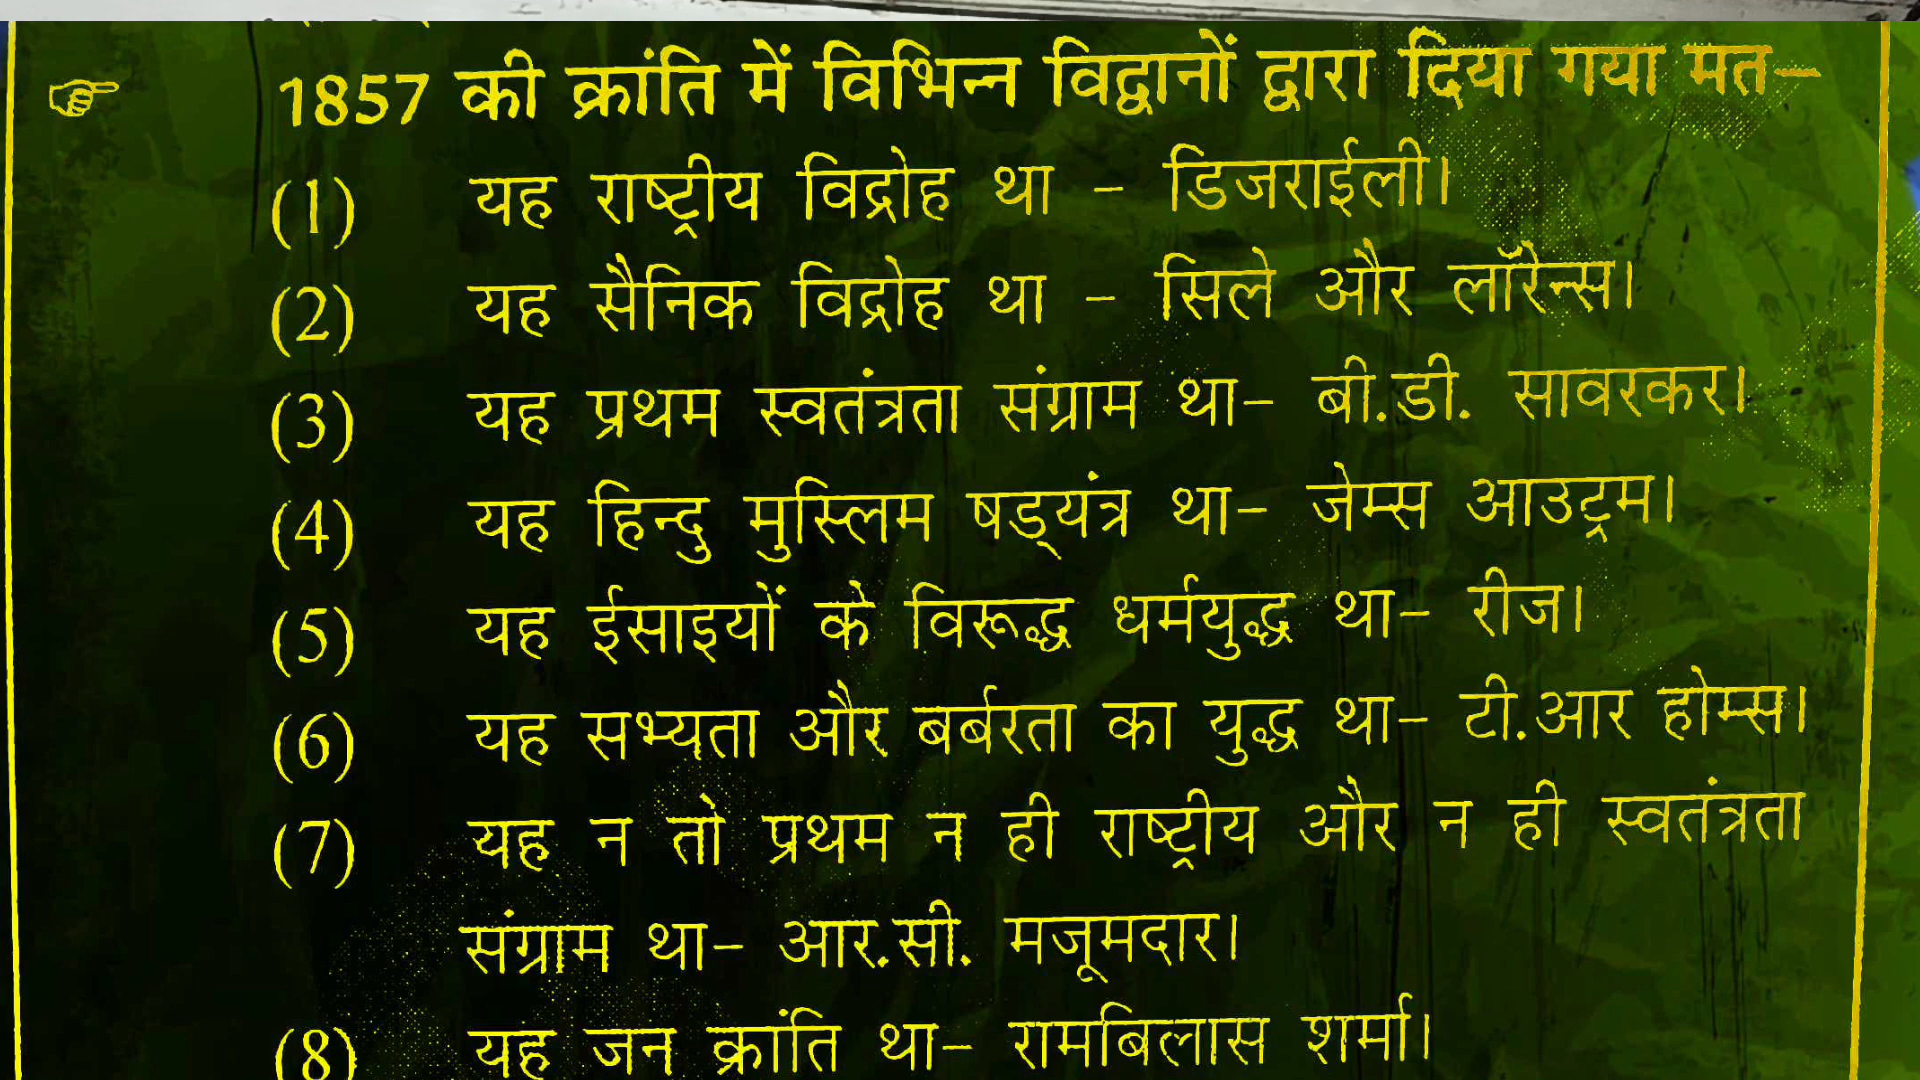 1857 की क्रांति में विभिन्न विद्वानों द्वारा दिया गया मत–
(1) यह राष्ट्रीय विद्रोह था – डिजराईली।
(2) यह सैनिक विद्रोह था – सिले और लॉरेन्स।
(3) यह प्रथम स्वतंत्रता संग्राम था– बी.डी. सावरकर।
(4) यह हिन्दु मुस्लिम षड्यंत्र था– जेम्स आउट्रम।
(5) यह ईसाइयों के विरूद्ध धर्मयुद्ध था– रीज।
(6) यह सभ्यता और बर्बरता का युद्ध था– टी.आर होम्स।
(7) यह न तो प्रथम न ही राष्ट्रीय और न ही स्वतंत्रता
संग्राम था– आर.सी. मजूमदार।
(8) यह जन क्रांति था– रामबिलास शर्मा।